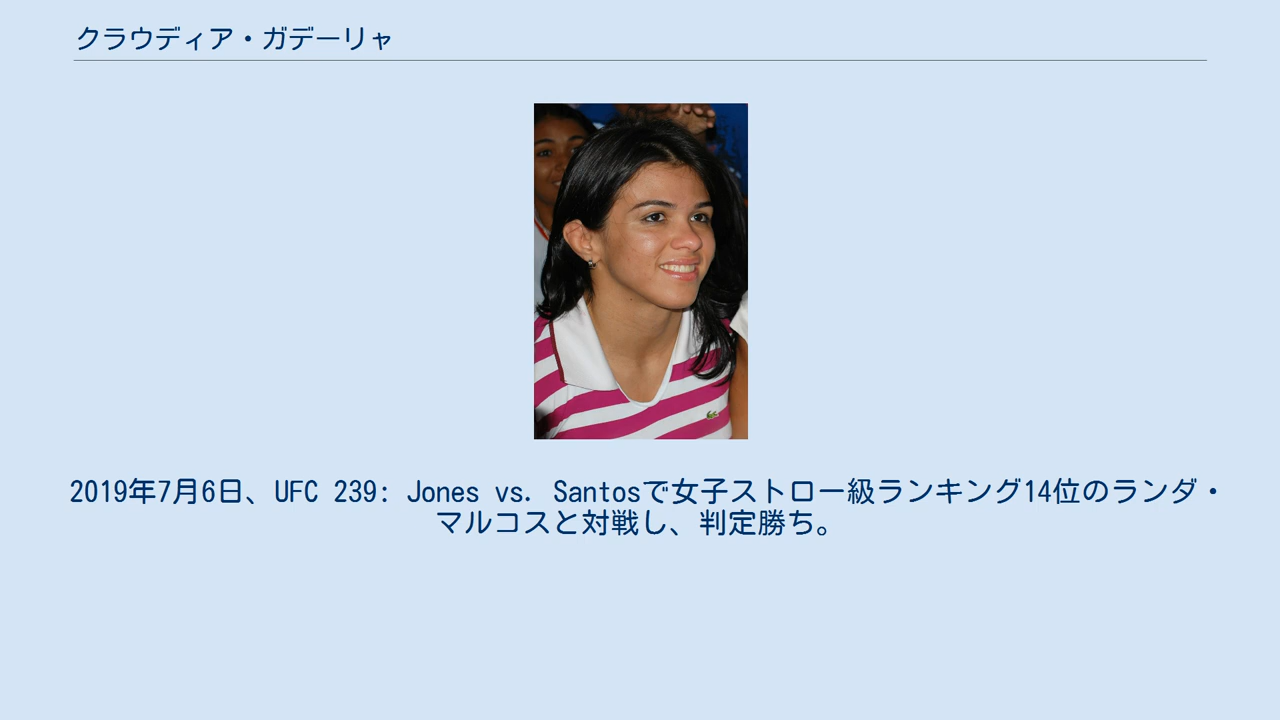 クラウディア・ガデーリャ
2019年7月6日、UFC 239: Jones vs. Santosで女子ストロー級ランキング14位のランダ・
マルコスと対戦し、判定勝ち。